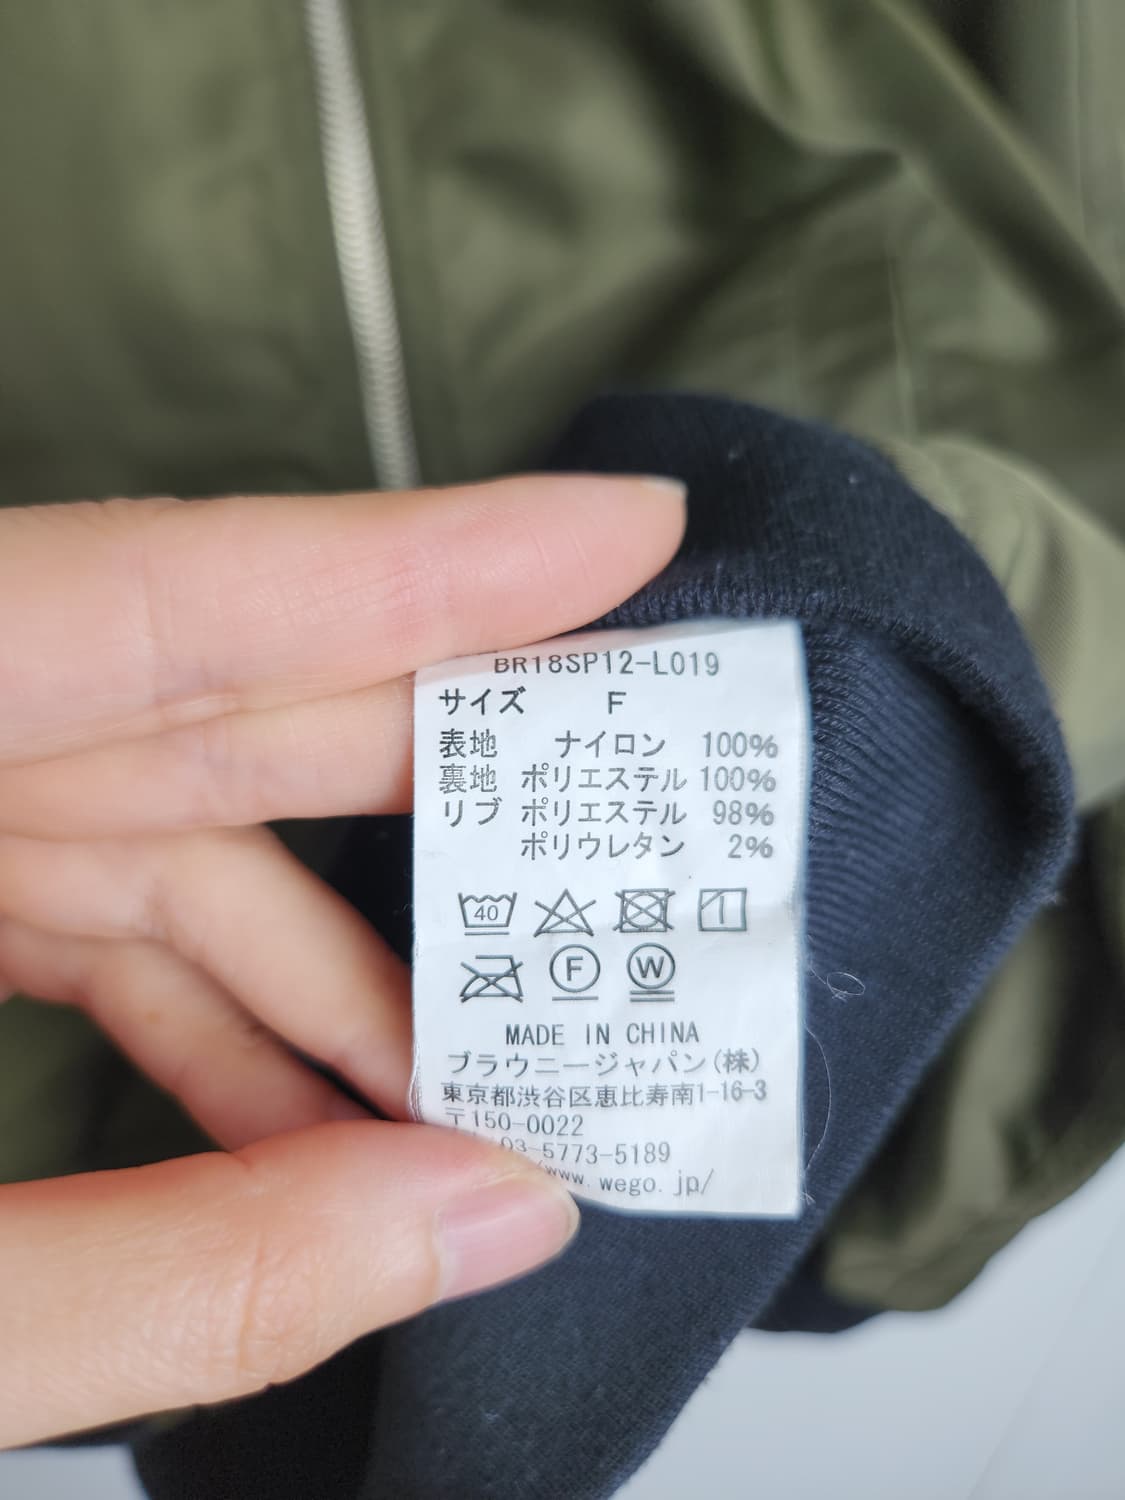 BR18SP12-L019
サイズ F
表地 ナイロン 100%
裏地 ポリエステル 100%
リブ ポリエステル 98%
ポリウレタン 2%
40
F W
MADE IN CHINA
ブラウニージャパン(株)
東京都渋谷区恵比寿南1-16-3
〒150-0022
03-5773-5189
/www.wego.jp/